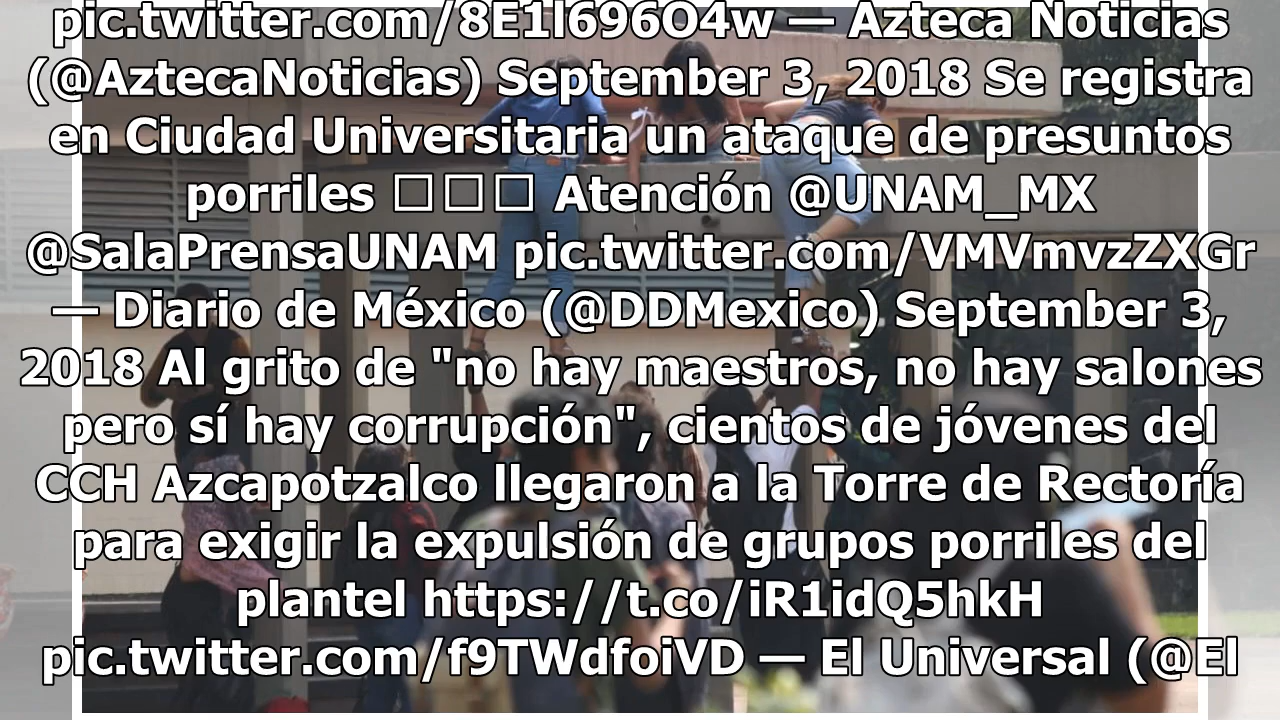 pic.twitter.com/8E1l696O4w — Azteca Noticias
(@AztecaNoticias) September 3, 2018 Se registra
en Ciudad Universitaria un ataque de presuntos
porriles □□□ Atención @UNAM_MX
@SalaPrensaUNAM pic.twitter.com/VMVmvzZXGr
— Diario de México (@DDMexico) September 3,
2018 Al grito de "no hay maestros, no hay salones
pero sí hay corrupción", cientos de jóvenes del
CCH Azcapotzalco llegaron a la Torre de Rectoría
para exigir la expulsión de grupos porriles del
plantel https://t.co/iR1idQ5hkH
pic.twitter.com/f9TWdfoiVD — El Universal (@El